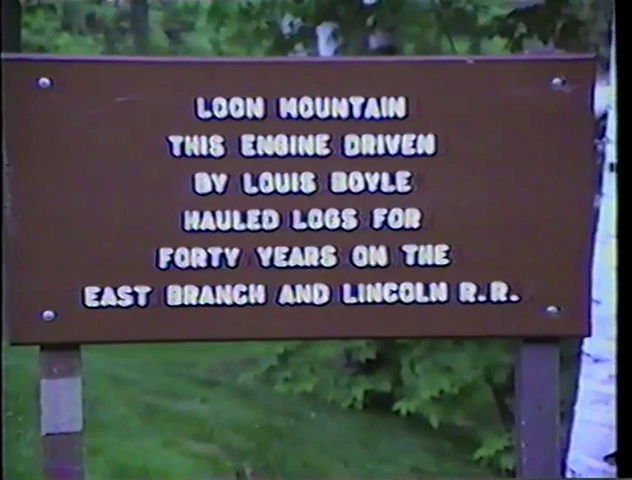 LOON MOUNTAIN
THIS ENGINE DRIVEN
BY LOUIS BOYLE
HAULED LOGS FOR
FORTY YEARS ON THE
EAST BRANCH AND LINCOLN R.R.